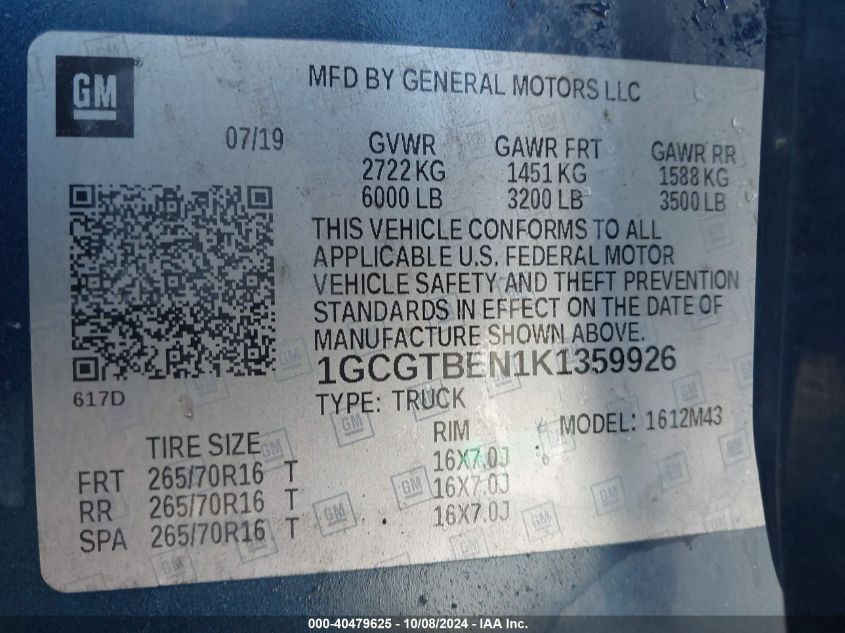 GM
MFD BY GENERAL MOTORS LLC
07/19
GVWR GAWR FRT GAWR RR
2722 KG 1451 KG 1588 KG
6000 LB 3200 LB 3500 LB
THIS VEHICLE CONFORMS TO ALL
APPLICABLE U.S. FEDERAL MOTOR
VEHICLE SAFETY AND THEFT PREVENTION
STANDARDS IN EFFECT ON THE DATE OF
MANUFACTURE SHOWN ABOVE.
1GCGTBEN1K1359926
617D
TYPE: TRUCK
MODEL: 1612M43
TIRE SIZE RIM
FRT 265/70R16 T 16X7.0J
RR 265/70R16 T 16X7.0J
SPA 265/70R16 T 16X7.0J
000-40479625 - 10/08/2024 - IAA Inc.